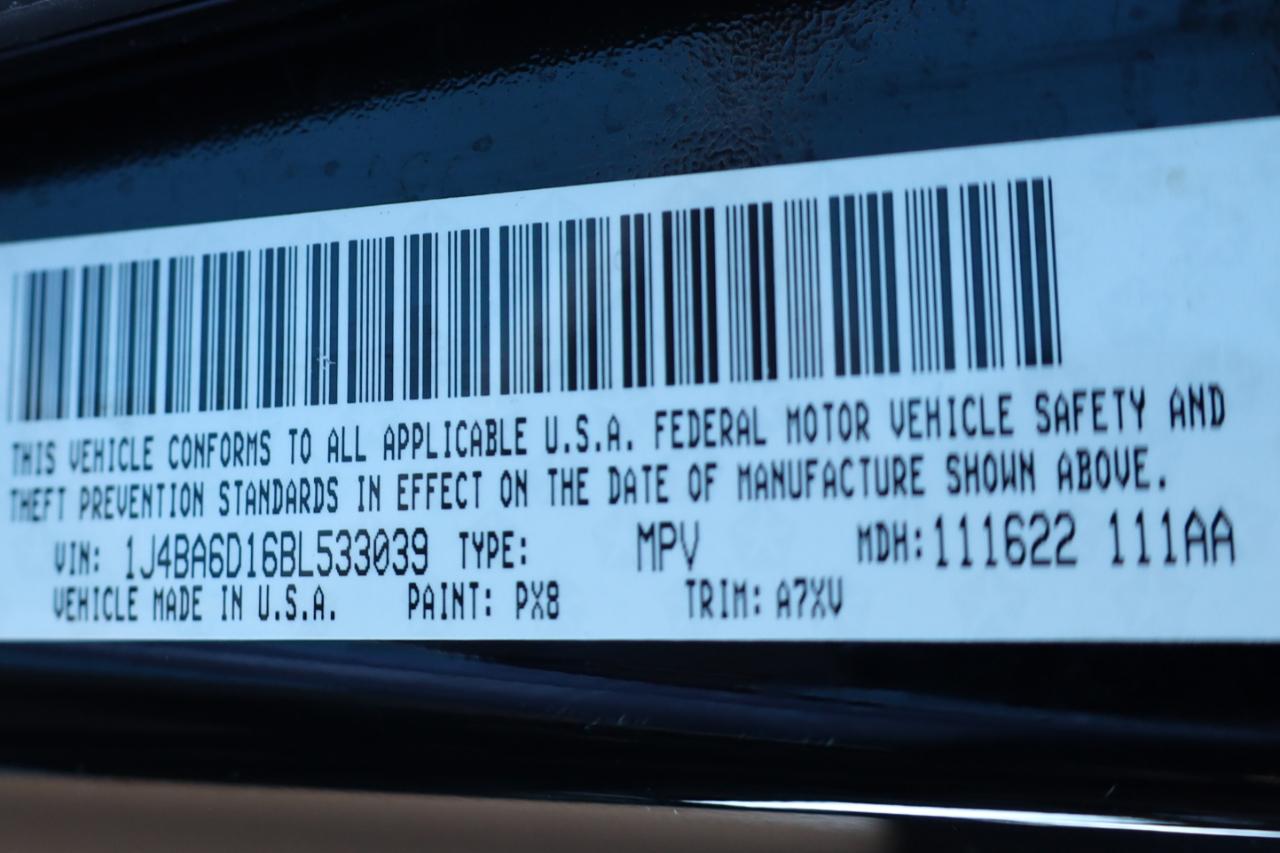 THIS VEHICLE CONFORMS TO ALL APPLICABLE U.S.A. FEDERAL MOTOR VEHICLE SAFETY AND
THEFT PREVENTION STANDARDS IN EFFECT ON THE DATE OF MANUFACTURE SHOWN ABOVE.
VIN: 1J4BA6D16BL533039 TYPE: MPV MDH: 111622 111AA
VEHICLE MADE IN U.S.A. PAINT: PX8 TRIM: A7XV